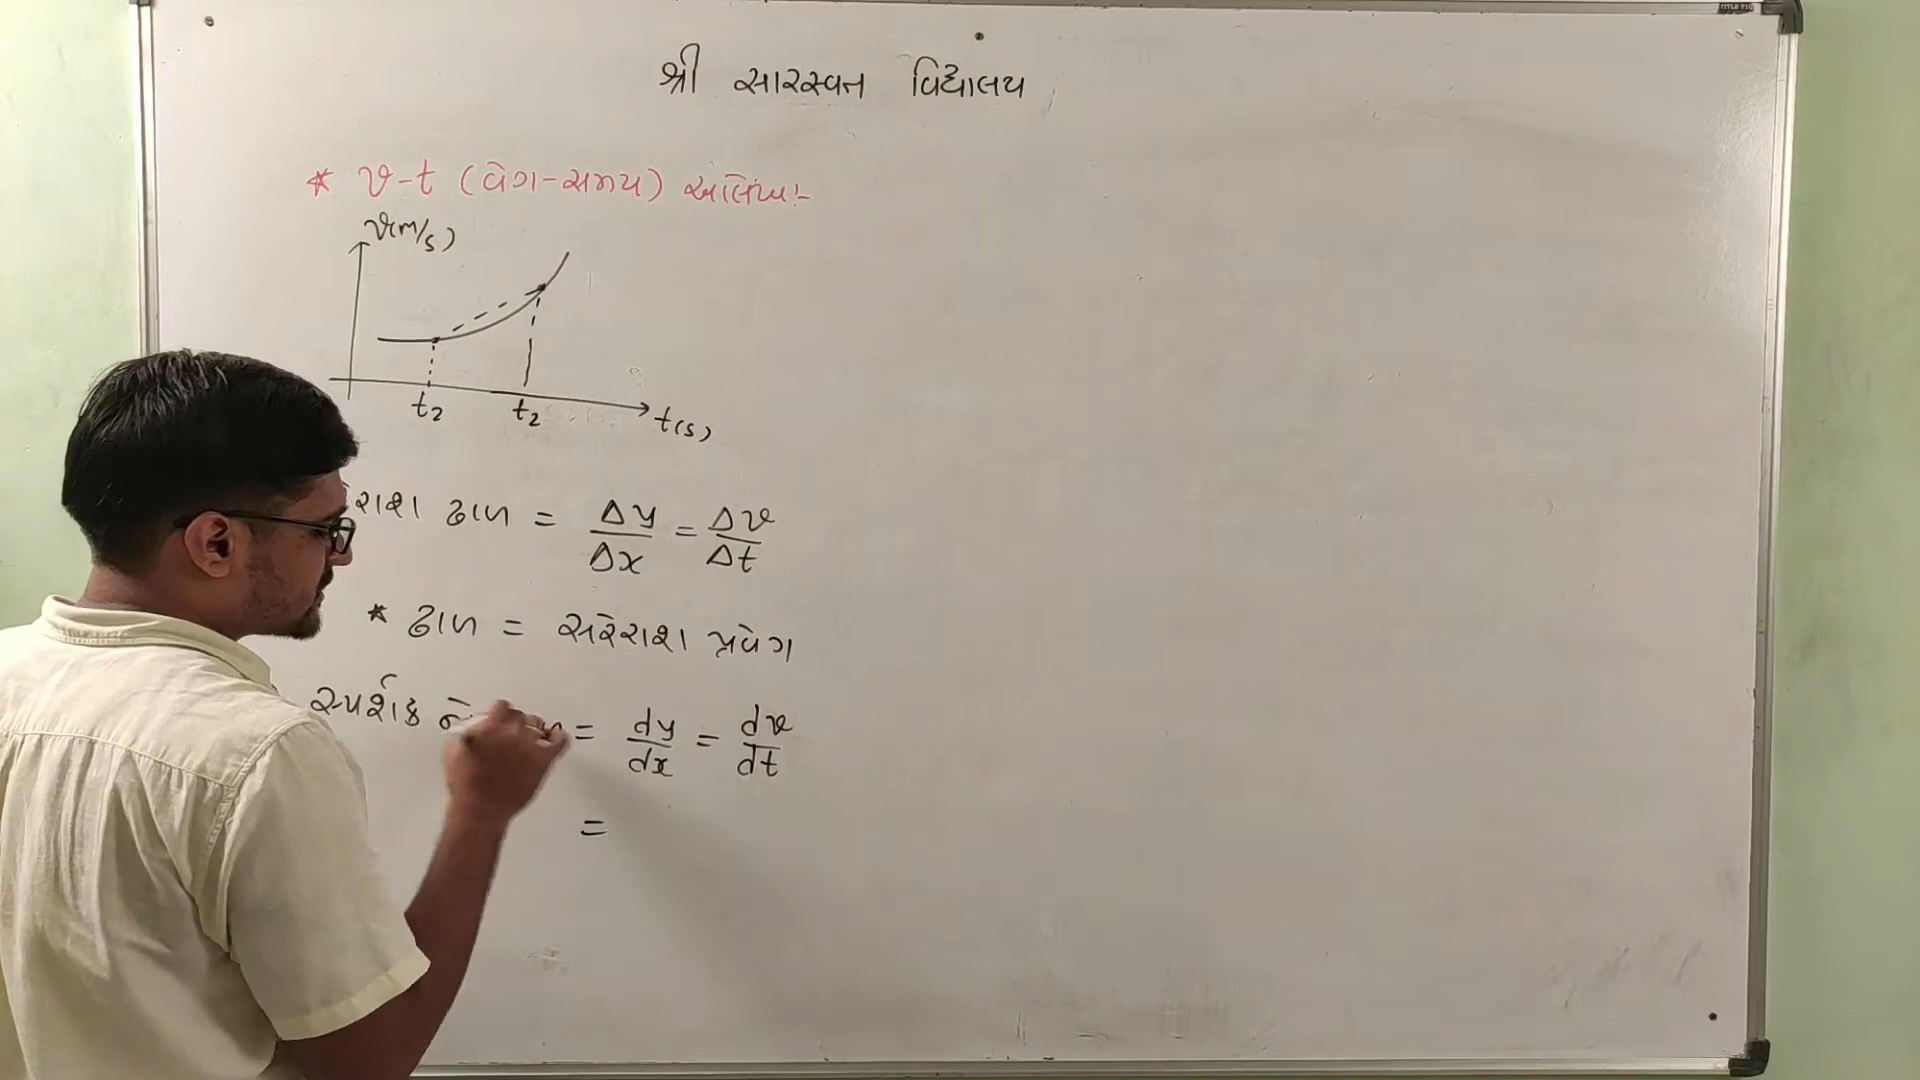 શ્રી સારસ્વત વિદ્યાલય
* v-t (વેગ-સમય) આલેખ:-
v(m/s)
t₂ t₂ t(s)
ઢાળ = Δy/Δx = Δv/Δt
* ઢાળ = સરેરાશ પ્રવેગ
સ્પર્શક = dy/dx = dv/dt
=